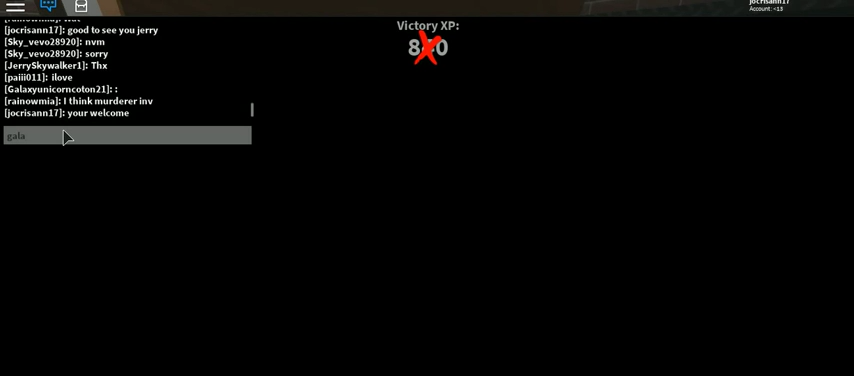 jocrisann17
Account: <13
[jocrisann17]: good to see you jerry
[Sky_vevo28920]: nvm
[Sky_vevo28920]: sorry
[JerrySkywalker1]: Thx
[paiii011]: ilove
[Galaxyunicorncoton21]: :
[rainowmia]: I think murderer inv
[jocrisann17]: your welcome
gala
Victory XP: